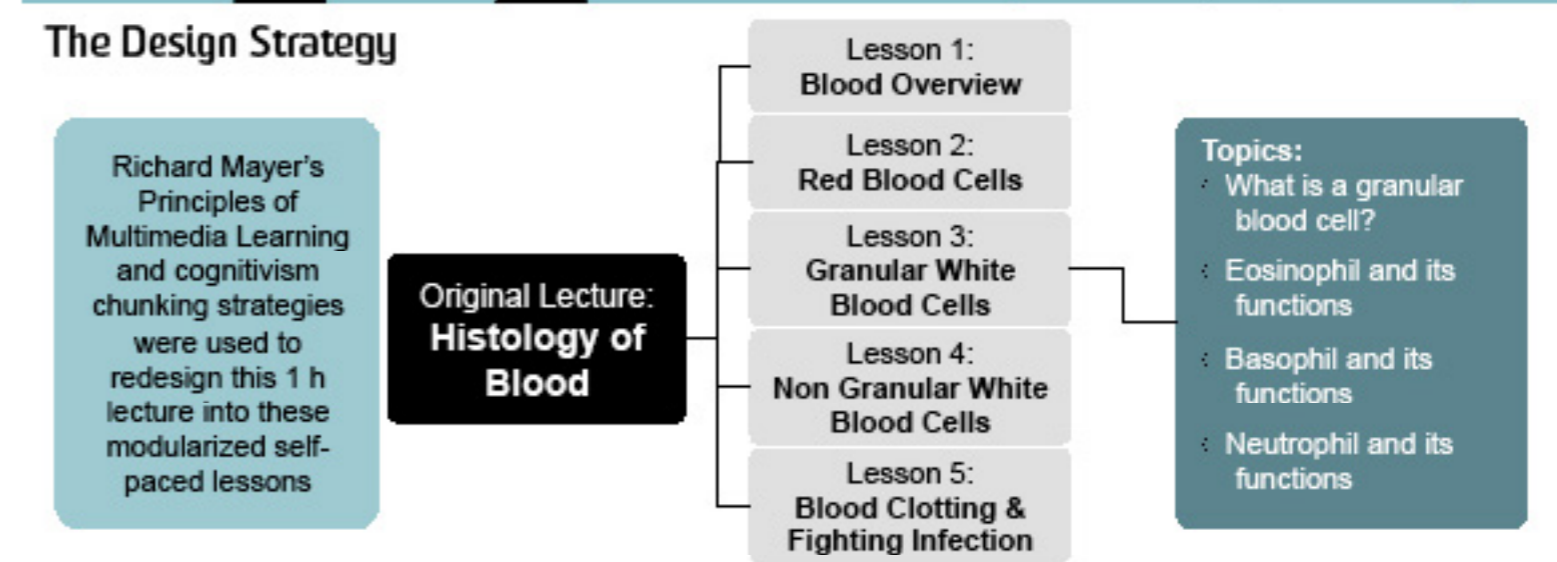 The Design Strategy
Richard Mayer's
Principles of
Multimedia Learning
and cognitivism
chunking strategies
were used to
redesign this 1 h
lecture into these
modularized self-
paced lessons
Original Lecture:
Histology of
Blood
Lesson 1:
Blood Overview
Lesson 2:
Red Blood Cells
Lesson 3:
Granular White
Blood Cells
Lesson 4:
Non Granular White
Blood Cells
Lesson 5:
Blood Clotting &
Fighting Infection
Topics:
What is a granular
blood cell?
Eosinophil and its
functions
Basophil and its
functions
Neutrophil and its
functions